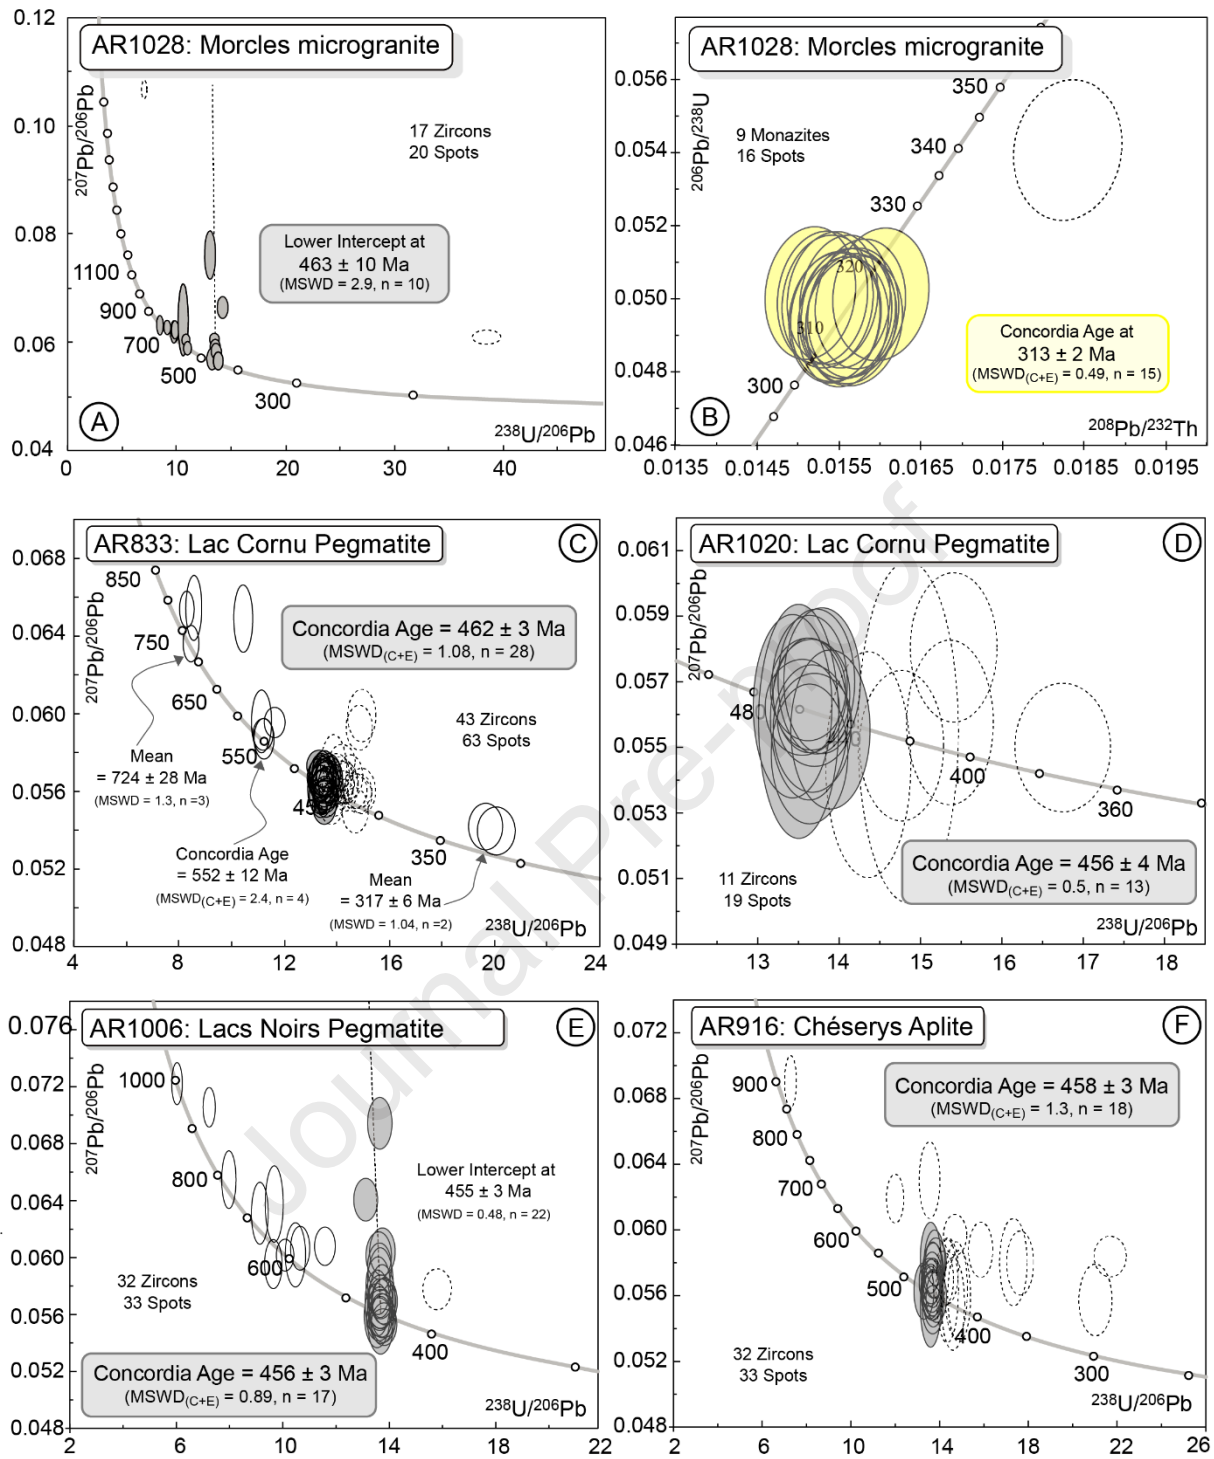 AR1028: Morcles microgranite
0.12
0.10
0.08
0.06
0.04
207Pb/206Pb
17 Zircons
20 Spots
Lower Intercept at
463 ± 10 Ma
(MSWD = 2.9, n = 10)
1100
900
700
500
300
A
238U/206Pb
0
10
20
30
40
AR1028: Morcles microgranite
0.056
0.054
0.052
0.050
0.048
0.046
206Pb/238U
9 Monazites
16 Spots
350
340
330
320
310
300
Concordia Age at
313 ± 2 Ma
(MSWD(C+E) = 0.49, n = 15)
B
208Pb/232Th
0.0135
0.0145
0.0155
0.0165
0.0175
0.0185
0.0195
AR833: Lac Cornu Pegmatite
C
0.068
0.064
0.060
0.056
0.052
0.048
207Pb/206Pb
850
750
650
550
45
350
Concordia Age = 462 ± 3 Ma
(MSWD(C+E) = 1.08, n = 28)
43 Zircons
63 Spots
Mean
= 724 ± 28 Ma
(MSWD = 1.3, n =3)
Concordia Age
= 552 ± 12 Ma
(MSWD(C+E) = 2.4, n = 4)
Mean
= 317 ± 6 Ma
(MSWD = 1.04, n =2)
238U/206Pb
4
8
12
16
20
24
AR1020: Lac Cornu Pegmatite
D
0.061
0.059
0.057
0.055
0.053
0.051
0.049
207Pb/206Pb
480
400
360
Concordia Age = 456 ± 4 Ma
(MSWD(C+E) = 0.5, n = 13)
11 Zircons
19 Spots
238U/206Pb
13
14
15
16
17
18
AR1006: Lacs Noirs Pegmatite
E
0.076
0.072
0.068
0.064
0.060
0.056
0.052
0.048
207Pb/206Pb
1000
800
600
400
Lower Intercept at
455 ± 3 Ma
(MSWD = 0.48, n = 22)
32 Zircons
33 Spots
Concordia Age = 456 ± 3 Ma
(MSWD(C+E) = 0.89, n = 17)
238U/206Pb
2
6
10
14
18
22
AR916: Chéserys Aplite
F
0.072
0.068
0.064
0.060
0.056
0.052
0.048
207Pb/206Pb
900
800
700
600
500
400
300
Concordia Age = 458 ± 3 Ma
(MSWD(C+E) = 1.3, n = 18)
32 Zircons
33 Spots
238U/206Pb
2
6
10
14
18
22
26
Journal Pre-proof